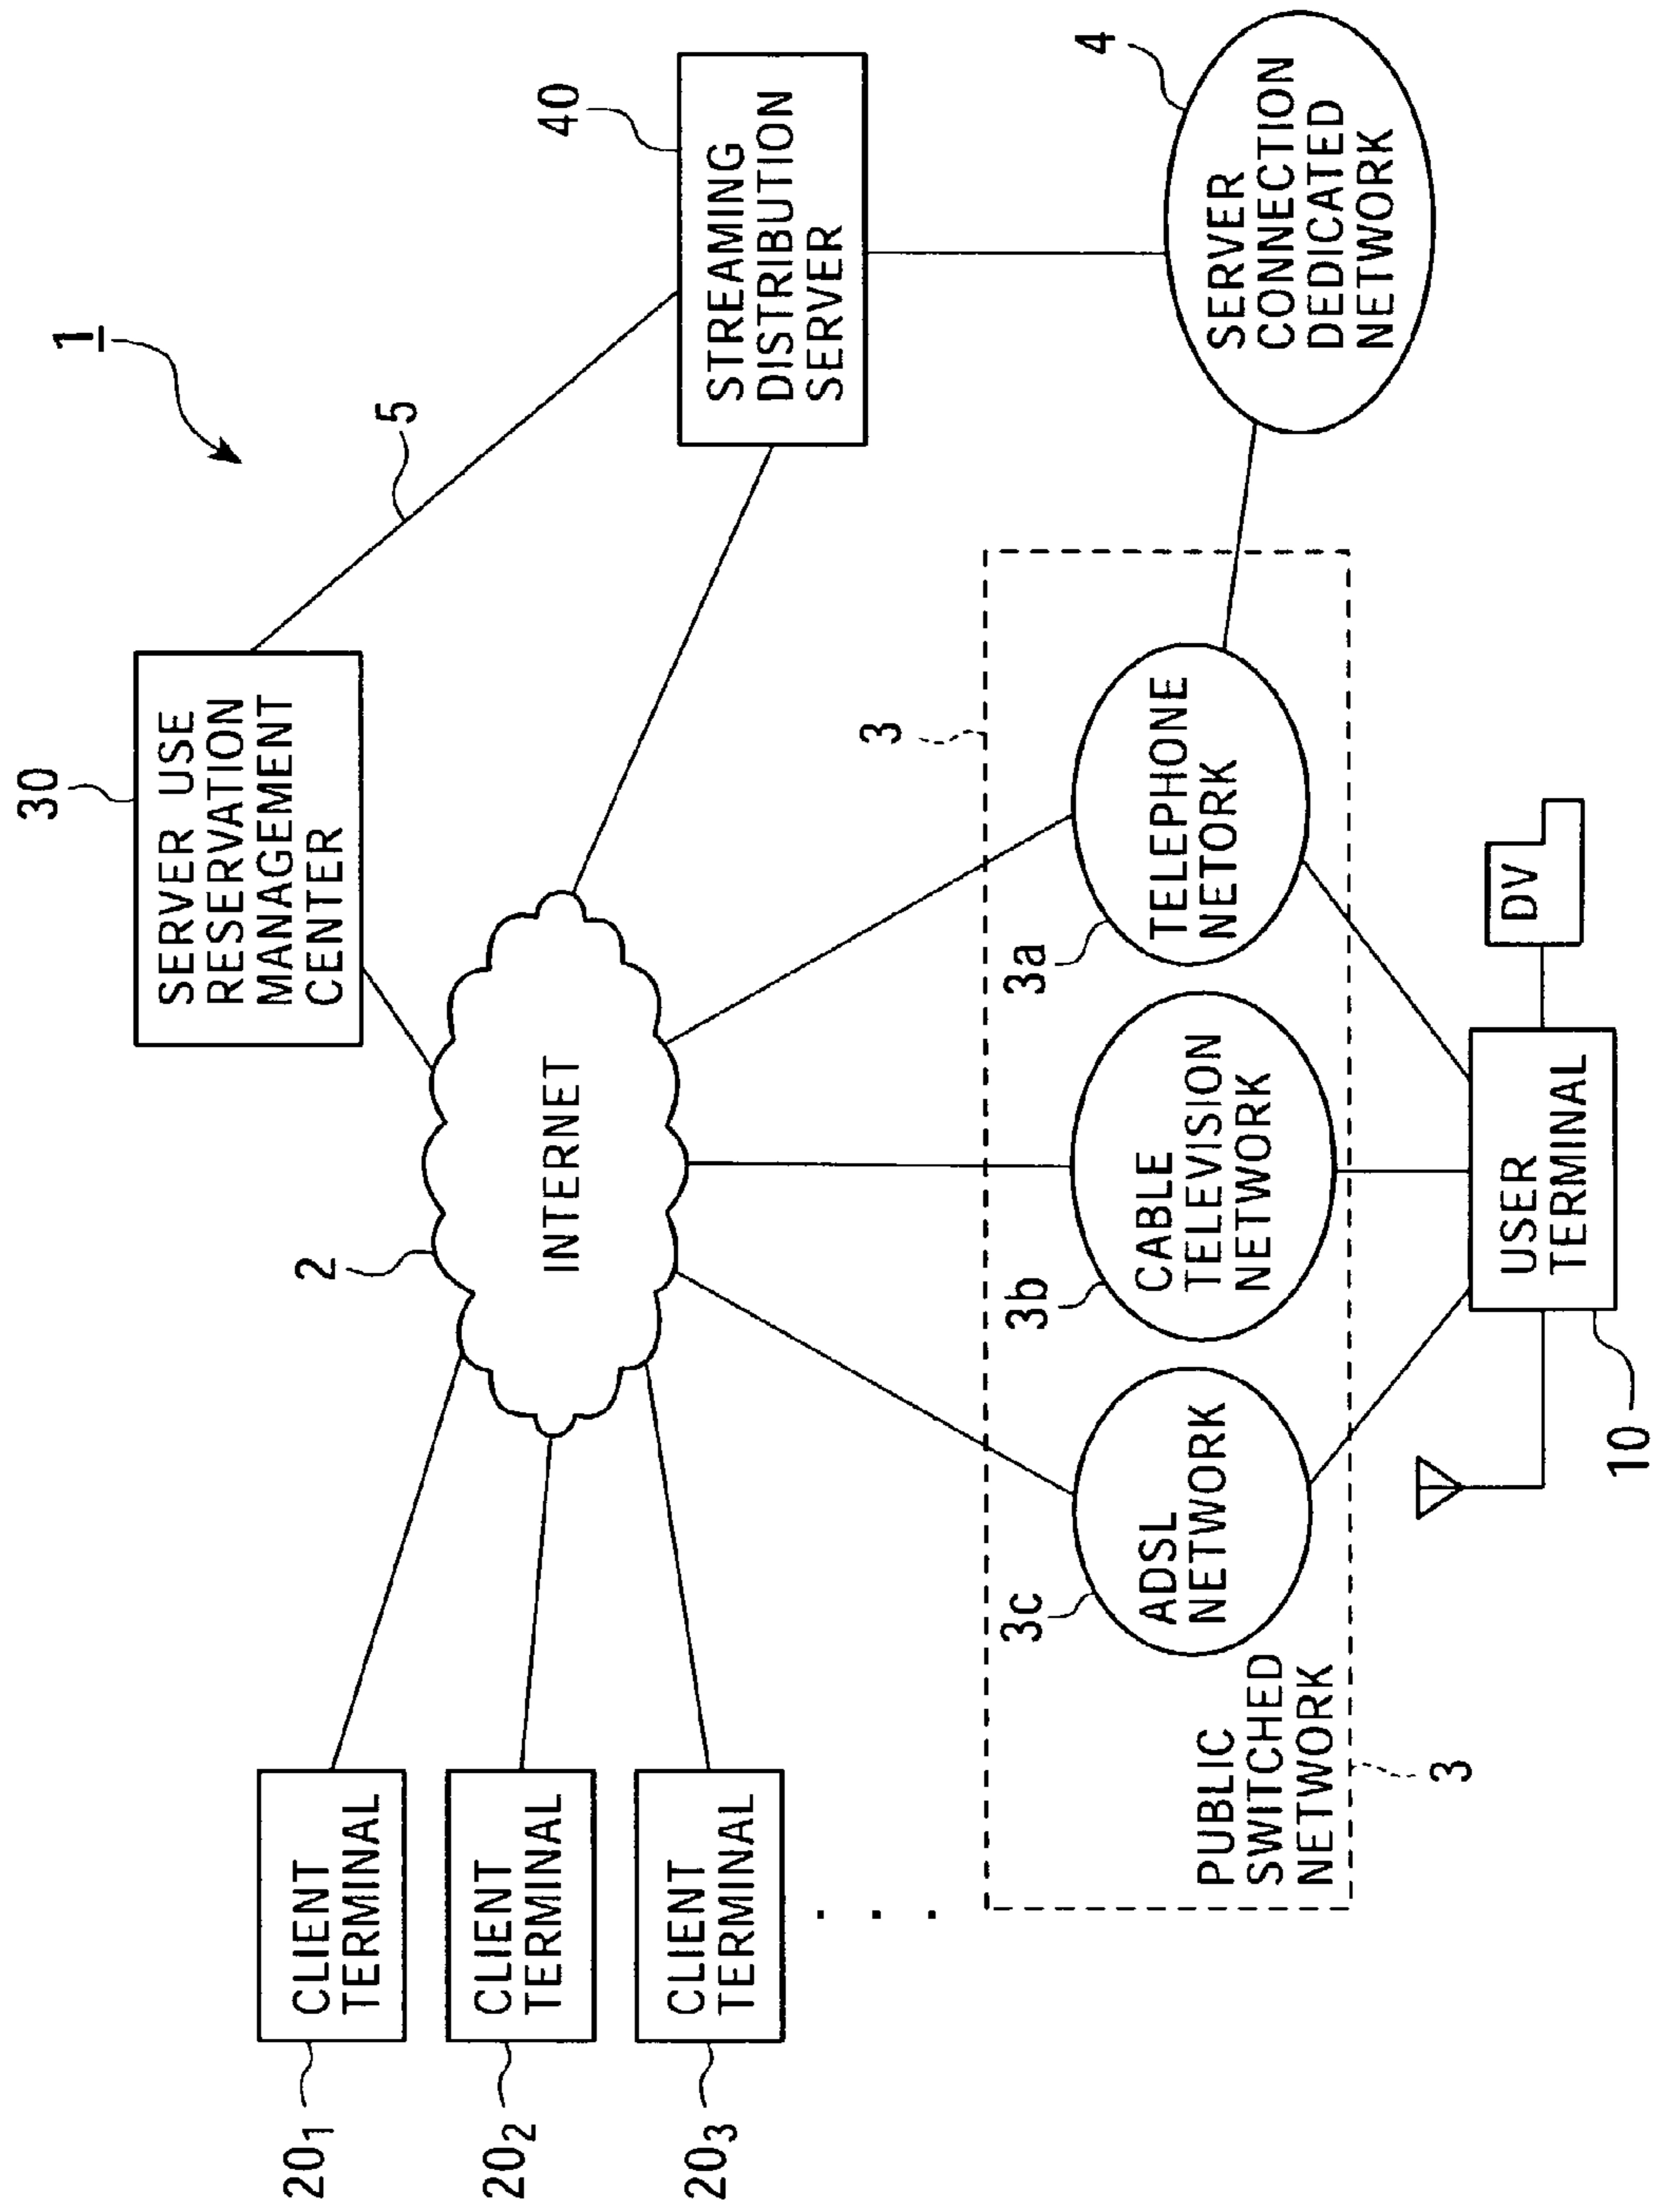 1
30
SERVER USE
RESERVATION
MANAGEMENT
CENTER
5
40
STREAMING
DISTRIBUTION
SERVER
2
INTERNET
20₁
CLIENT
TERMINAL
20₂
CLIENT
TERMINAL
20₃
CLIENT
TERMINAL
. . .
3
3c
ADSL
NETWORK
3b
CABLE
TELEVISION
NETWORK
3a
TELEPHONE
NETORK
4
SERVER
CONNECTION
DEDICATED
NETWORK
PUBLIC
SWITCHED
NETWORK
3
10
USER
TERMINAL
DV